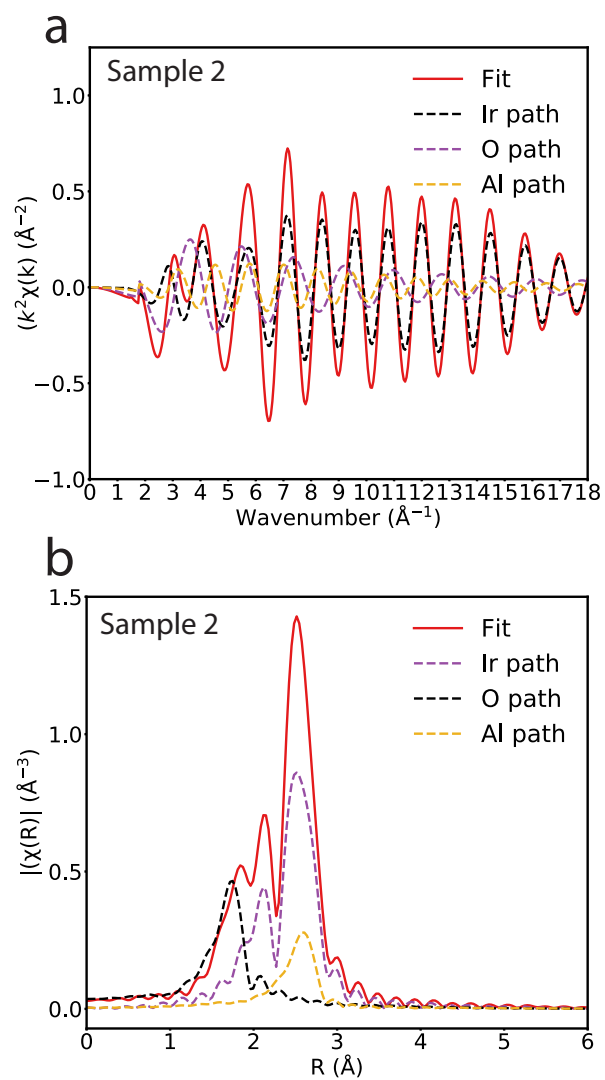 a
Sample 2
Fit
Ir path
O path
Al path
1.0
0.5
0.0
−0.5
−1.0
(k²χ(k) (Å⁻²)
0 1 2 3 4 5 6 7 8 9 10 11 12 13 14 15 16 17 18
Wavenumber (Å⁻¹)
b
Sample 2
Fit
Ir path
O path
Al path
1.5
1.0
0.5
0.0
|(χ(R)| (Å⁻³)
0 1 2 3 4 5 6
R (Å)